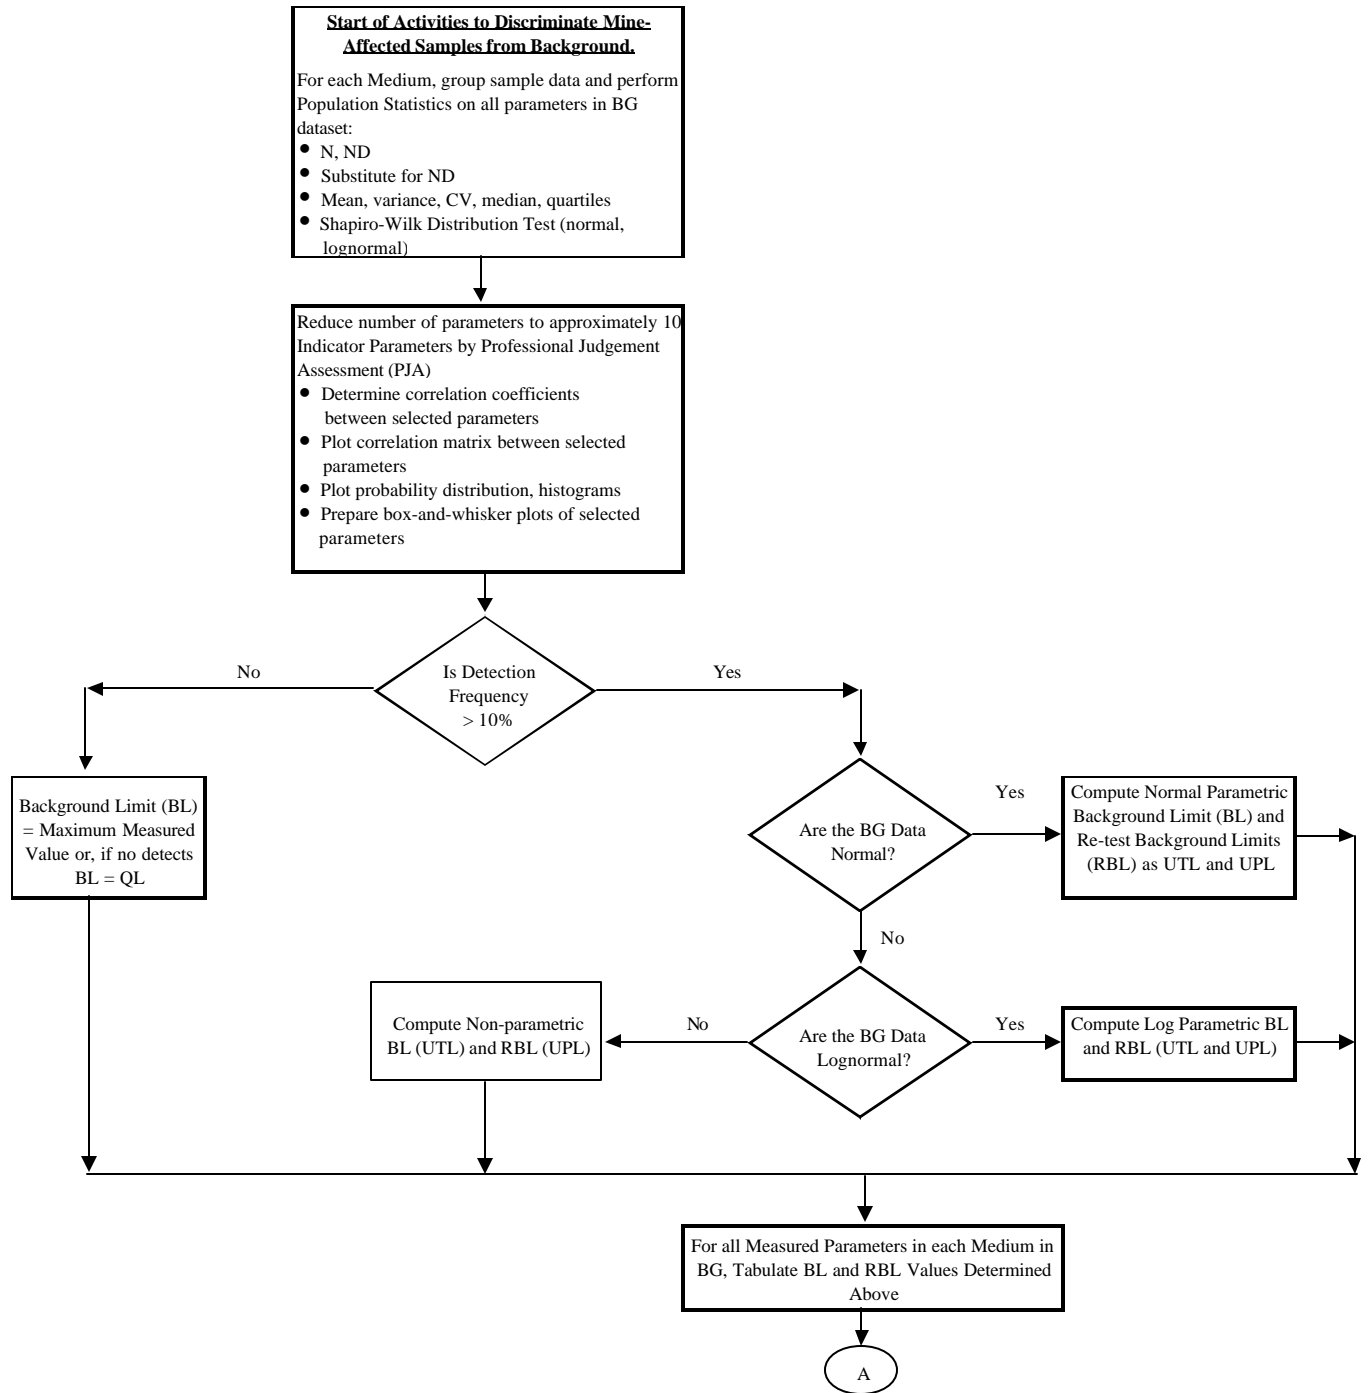 Start of Activities to Discriminate Mine-
Affected Samples from Background.
For each Medium, group sample data and perform
Population Statistics on all parameters in BG
dataset:
• N, ND
• Substitute for ND
• Mean, variance, CV, median, quartiles
• Shapiro-Wilk Distribution Test (normal,
lognormal)
Reduce number of parameters to approximately 10
Indicator Parameters by Professional Judgement
Assessment (PJA)
• Determine correlation coefficients
between selected parameters
• Plot correlation matrix between selected
parameters
• Plot probability distribution, histograms
• Prepare box-and-whisker plots of selected
parameters
No
Is Detection
Frequency
> 10%
Yes
Background Limit (BL)
= Maximum Measured
Value or, if no detects
BL = QL
Are the BG Data
Normal?
Yes
Compute Normal Parametric
Background Limit (BL) and
Re-test Background Limits
(RBL) as UTL and UPL
No
Compute Non-parametric
BL (UTL) and RBL (UPL)
No
Are the BG Data
Lognormal?
Yes
Compute Log Parametric BL
and RBL (UTL and UPL)
For all Measured Parameters in each Medium in
BG, Tabulate BL and RBL Values Determined
Above
A